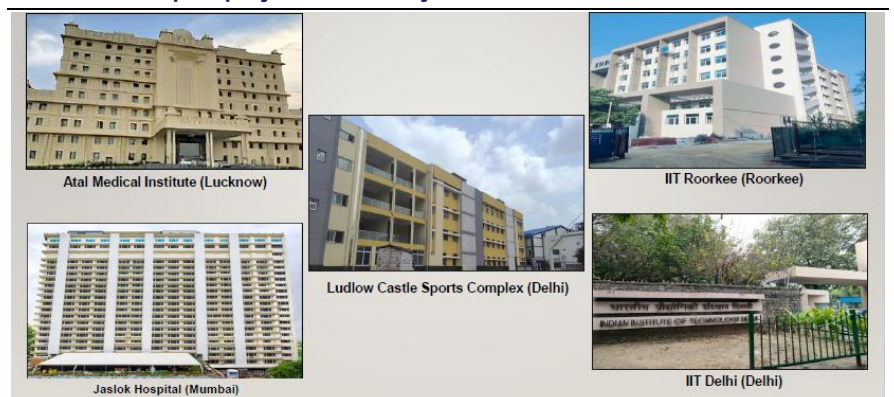 Atal Medical Institute (Lucknow)
IIT Roorkee (Roorkee)
Ludlow Castle Sports Complex (Delhi)
भारतीय प्रौद्योगिकी संस्थान दिल्ली
INDIAN INSTITUTE OF TECHNOLOGY
Jaslok Hospital (Mumbai)
IIT Delhi (Delhi)